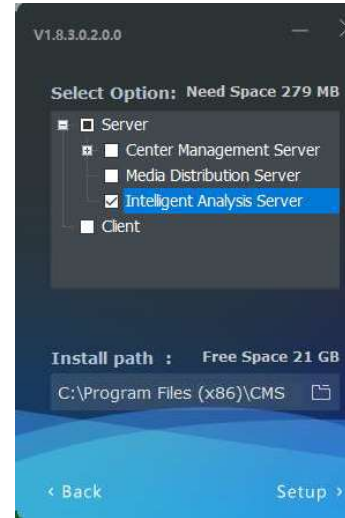 V1.8.3.0.2.0.0
Select Option: Need Space 279 MB
Server
Center Management Server
Media Distribution Server
Intelligent Analysis Server
Client
Install path : Free Space 21 GB
C:\Program Files (x86)\CMS
‹ Back Setup ›